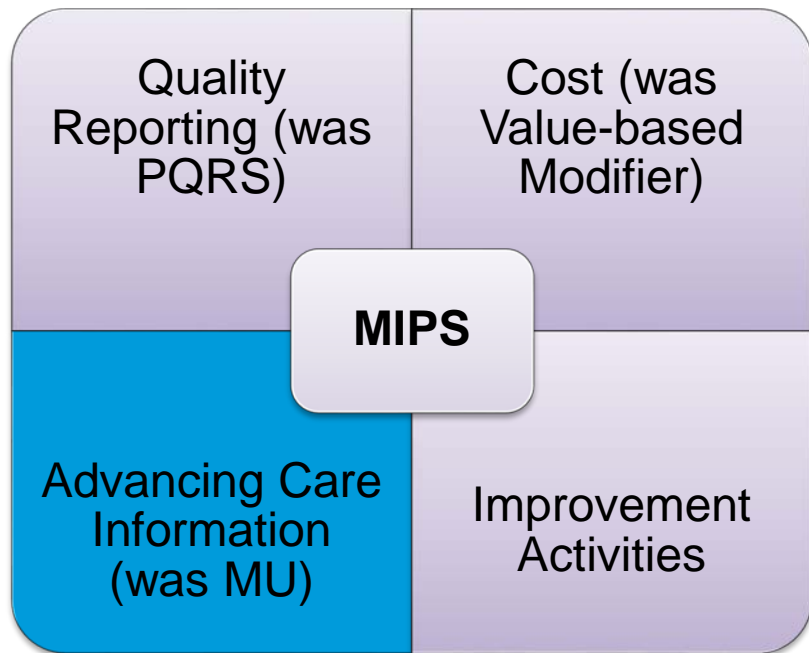 Quality
Reporting (was
PQRS)
Cost (was
Value-based
Modifier)
MIPS
Advancing Care
Information
(was MU)
Improvement
Activities